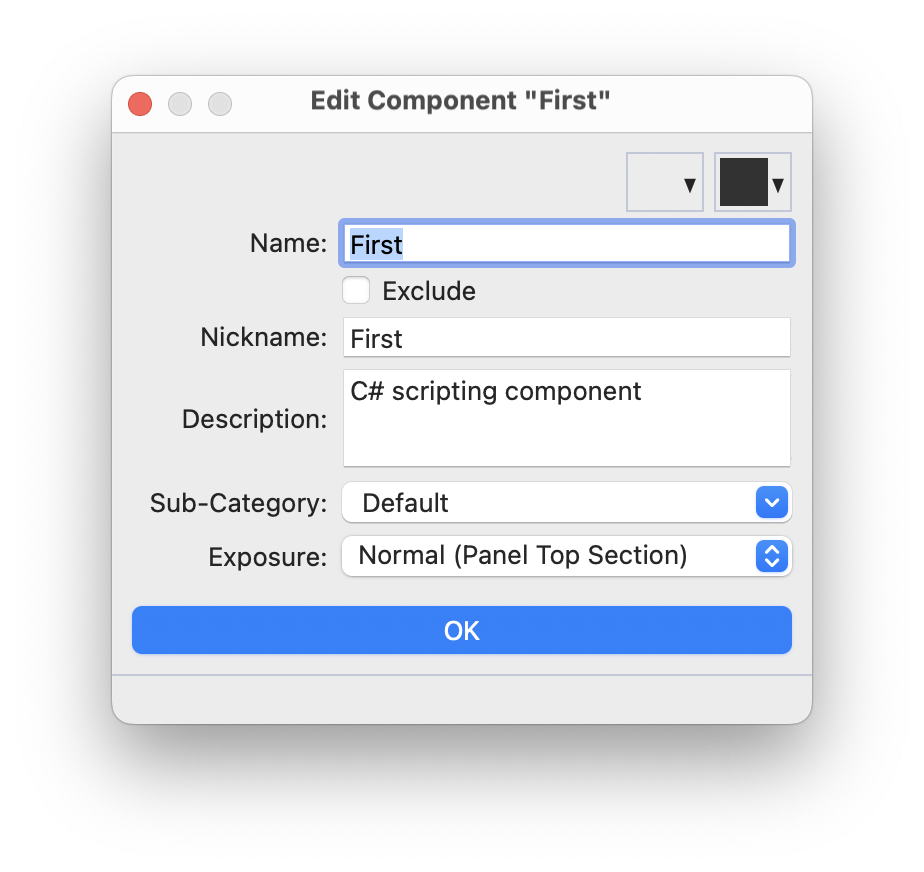 Edit Component "First"
Name: First
Exclude
Nickname: First
Description: C# scripting component
Sub-Category: Default
Exposure: Normal (Panel Top Section)
OK